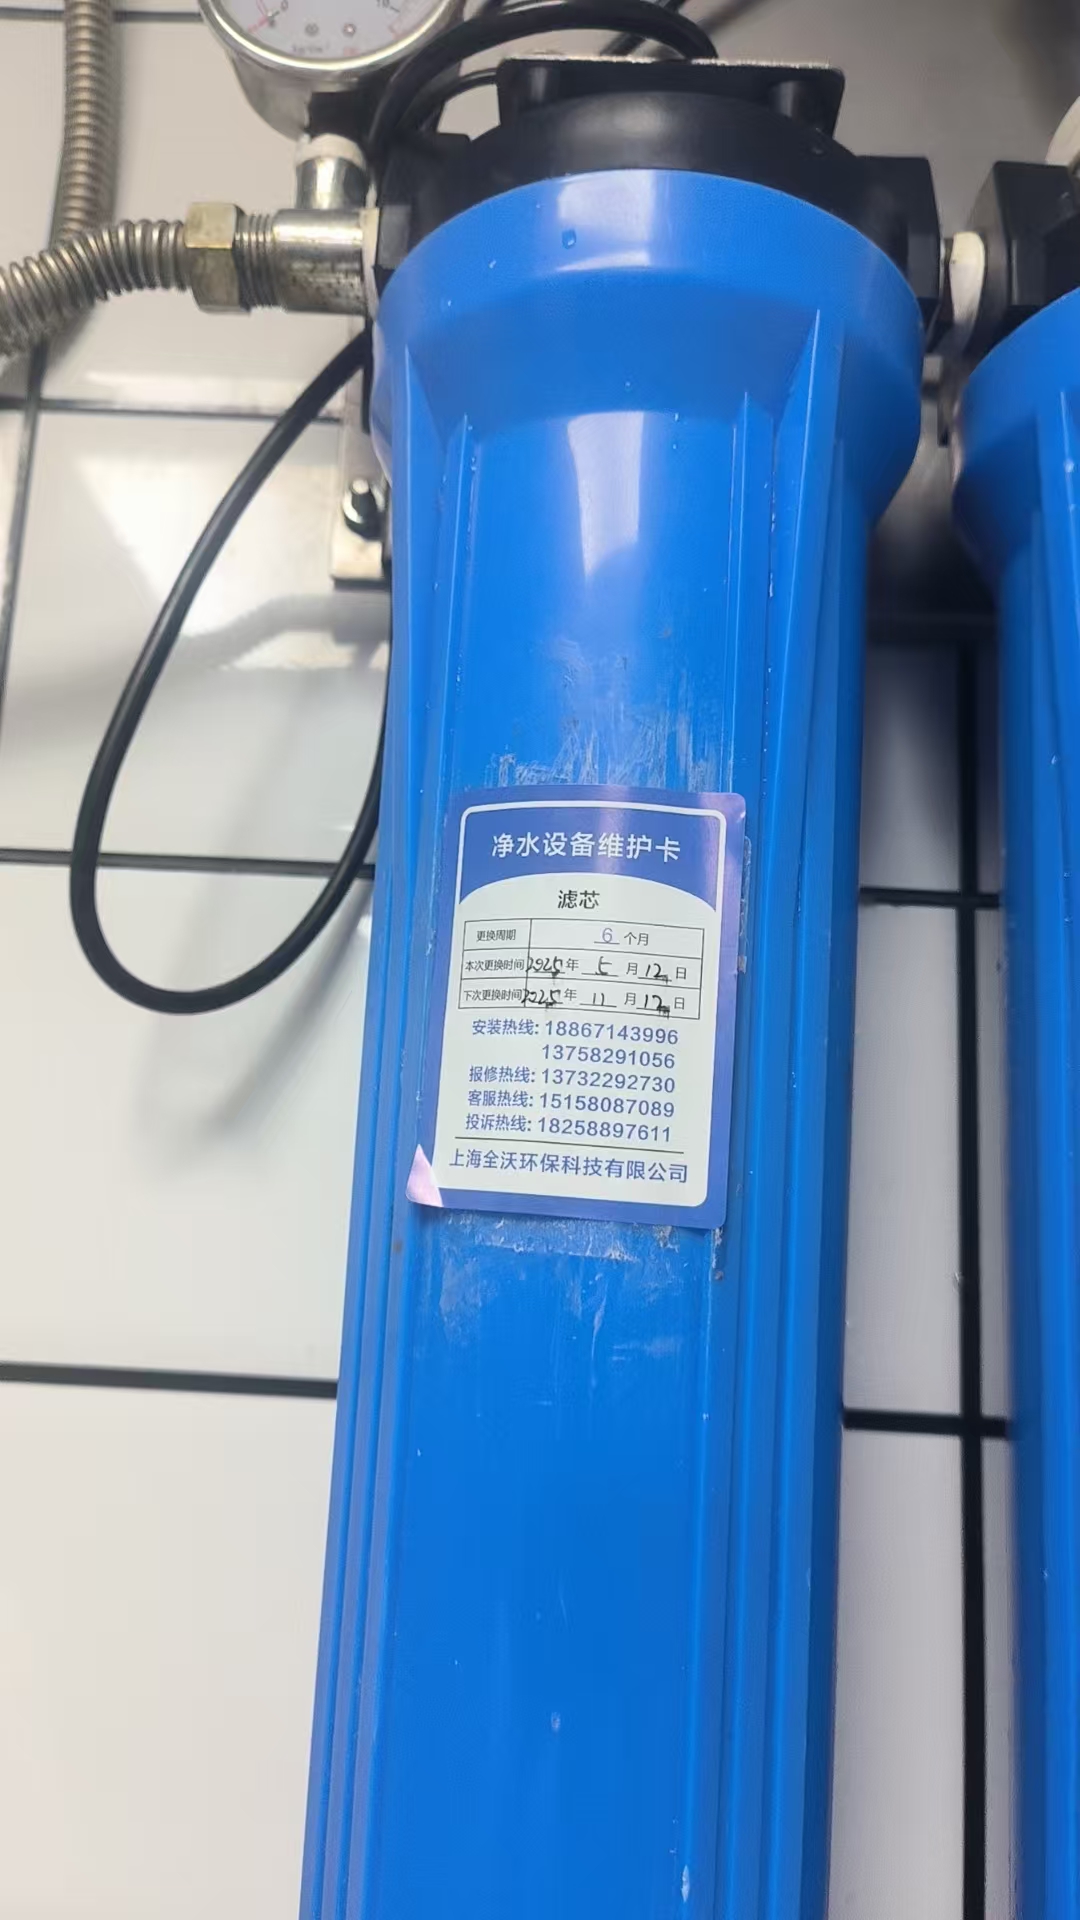 净水设备维护卡
滤芯
更换周期 6 个月
本次更换时间 2025 年 5 月 12 日
下次更换时间 2025 年 11 月 12 日
安装热线: 18867143996
13758291056
报修热线: 13732292730
客服热线: 15158087089
投诉热线: 18258897611
上海全沃环保科技有限公司